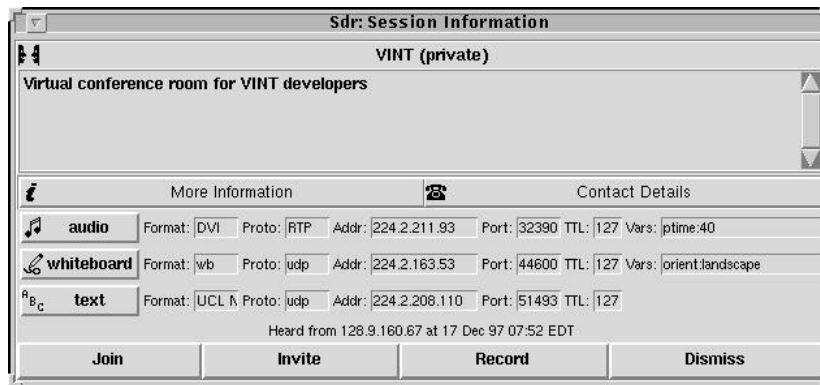 Sdr: Session Information
VINT (private)
Virtual conference room for VINT developers
i More Information Contact Details
audio Format: DVI Proto: RTP Addr: 224.2.211.93 Port: 32390 TTL: 127 Vars: ptime:40
whiteboard Format: wb Proto: udp Addr: 224.2.163.53 Port: 44600 TTL: 127 Vars: orient:landscape
ABC text Format: UCL N Proto: udp Addr: 224.2.208.110 Port: 51493 TTL: 127
Heard from 128.9.160.67 at 17 Dec 97 07:52 EDT
Join Invite Record Dismiss